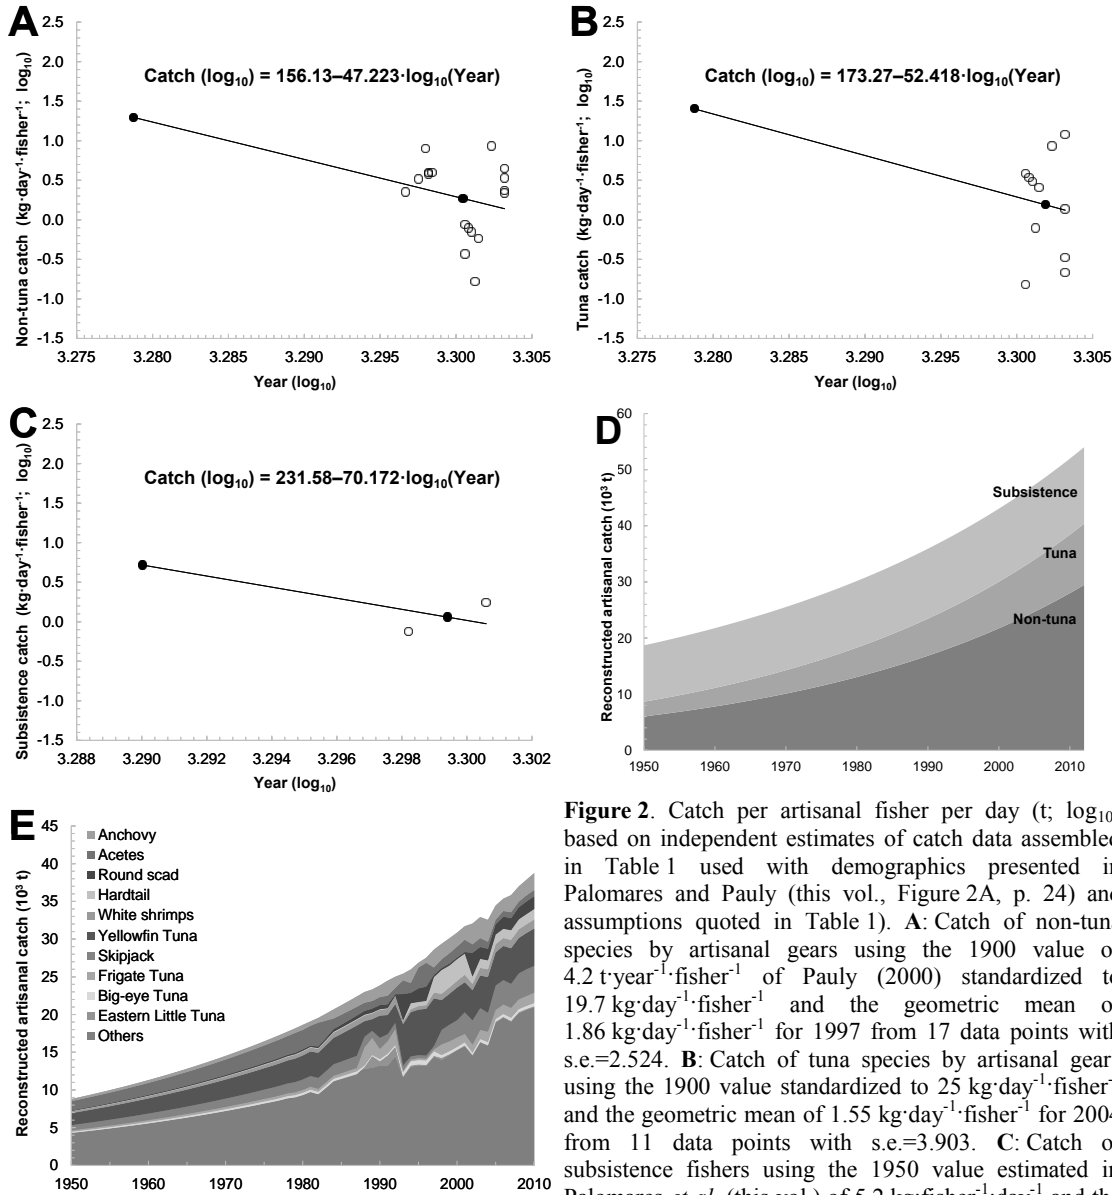 A
Non-tuna catch (kg·day-1·fisher-1; log10)
2.5
2.0
1.5
1.0
0.5
0.0
-0.5
-1.0
-1.5
Catch (log10) = 156.13–47.223·log10(Year)
3.275 3.280 3.285 3.290 3.295 3.300 3.305
Year (log10)
B
Tuna catch (kg·day-1·fisher-1; log10)
2.5
2.0
1.5
1.0
0.5
0.0
-0.5
-1.0
-1.5
Catch (log10) = 173.27–52.418·log10(Year)
3.275 3.280 3.285 3.290 3.295 3.300 3.305
Year (log10)
C
Subsistence catch (kg·day-1·fisher-1; log10)
2.5
2.0
1.5
1.0
0.5
0.0
-0.5
-1.0
-1.5
Catch (log10) = 231.58–70.172·log10(Year)
3.288 3.290 3.292 3.294 3.296 3.298 3.300 3.302
Year (log10)
D
Reconstructed artisanal catch (103 t)
60
50
40
30
20
10
0
Subsistence
Tuna
Non-tuna
1950 1960 1970 1980 1990 2000 2010
E
Reconstructed artisanal catch (103 t)
45
40
35
30
25
20
15
10
5
0
Anchovy
Acetes
Round scad
Hardtail
White shrimps
Yellowfin Tuna
Skipjack
Frigate Tuna
Big-eye Tuna
Eastern Little Tuna
Others
1950 1960 1970 1980 1990 2000 2010
Figure 2. Catch per artisanal fisher per day (t; log10
based on independent estimates of catch data assembled
in Table 1 used with demographics presented in
Palomares and Pauly (this vol., Figure 2A, p. 24) and
assumptions quoted in Table 1). A: Catch of non-tuna
species by artisanal gears using the 1900 value of
4.2 t·year-1·fisher-1 of Pauly (2000) standardized to
19.7 kg·day-1·fisher-1 and the geometric mean of
1.86 kg·day-1·fisher-1 for 1997 from 17 data points with
s.e.=2.524. B: Catch of tuna species by artisanal gear
using the 1900 value standardized to 25 kg·day-1·fisher-
and the geometric mean of 1.55 kg·day-1·fisher-1 for 2004
from 11 data points with s.e.=3.903. C: Catch of
subsistence fishers using the 1950 value estimated in
Palomares et al. (this vol.) of 5.2 kg·fisher-1·day-1 and the